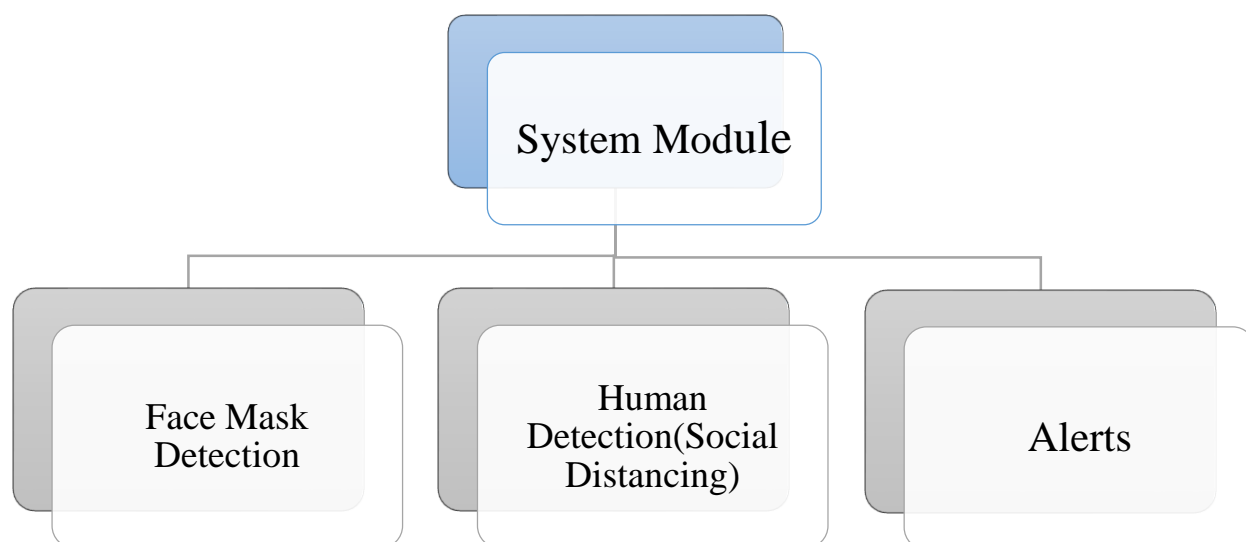 System Module
Face Mask
Detection
Human
Detection(Social
Distancing)
Alerts